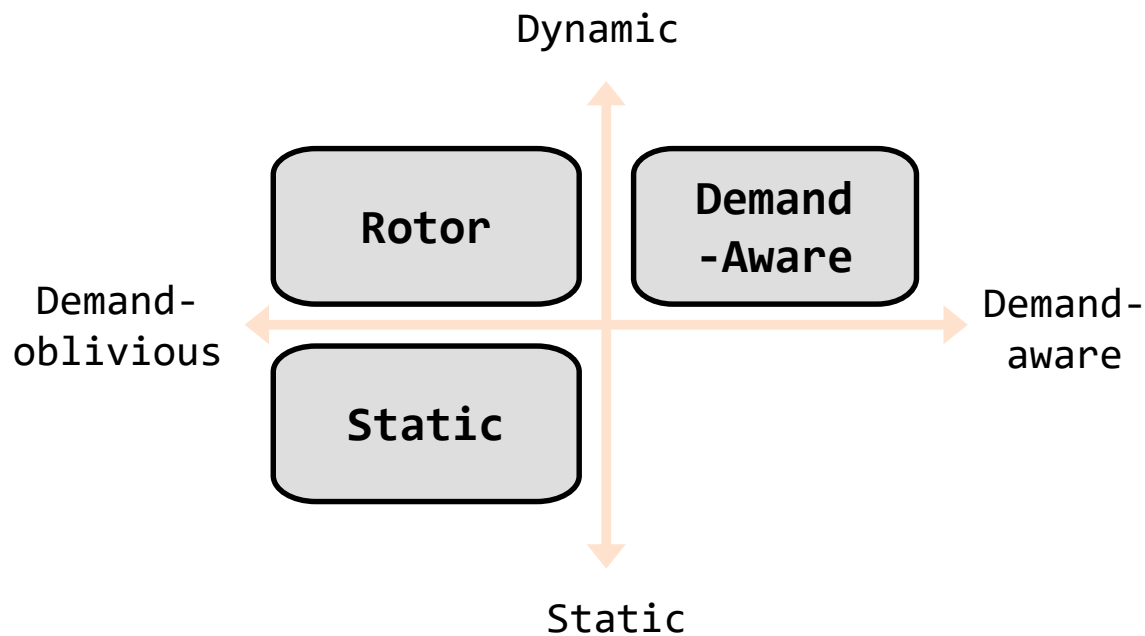 Dynamic
Rotor
Demand
-Aware
Demand-
oblivious
Demand-
aware
Static
Static